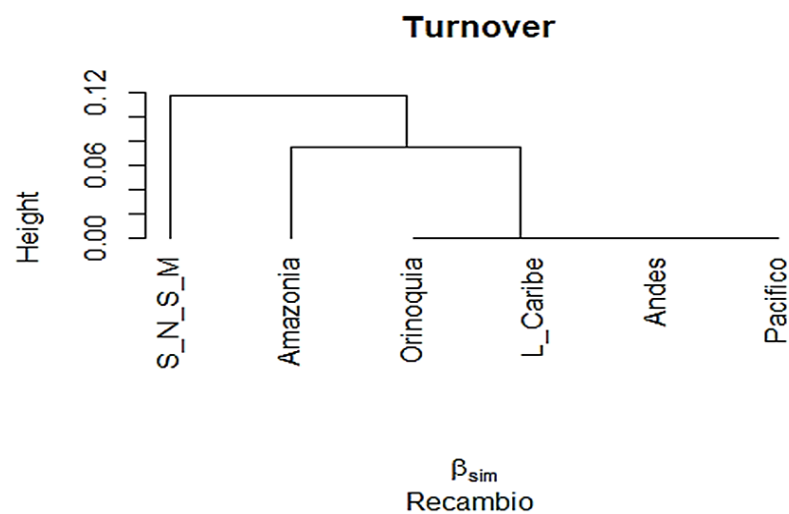 Turnover
Height
0.00 0.06 0.12
S_N_S_M
Amazonia
Orinoquia
L_Caribe
Andes
Pacifico
βsim
Recambio